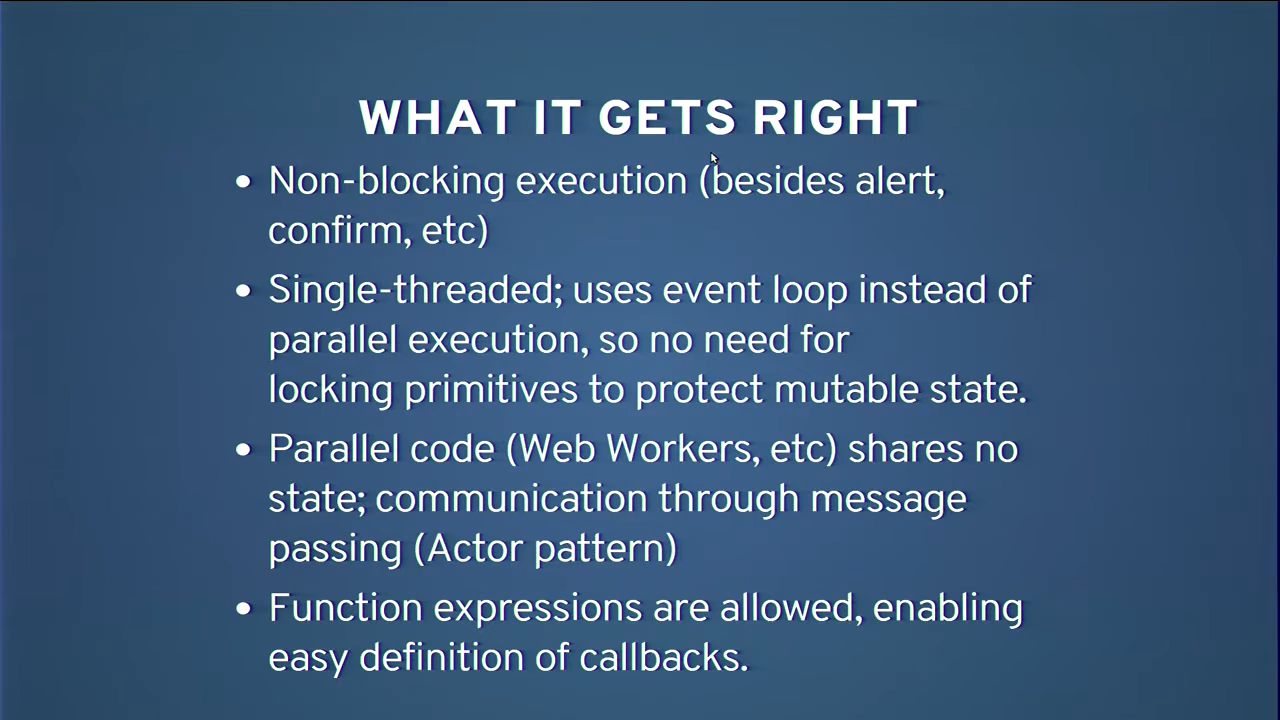 WHAT IT GETS RIGHT
• Non-blocking execution (besides alert,
confirm, etc)
• Single-threaded; uses event loop instead of
parallel execution, so no need for
locking primitives to protect mutable state.
• Parallel code (Web Workers, etc) shares no
state; communication through message
passing (Actor pattern)
• Function expressions are allowed, enabling
easy definition of callbacks.